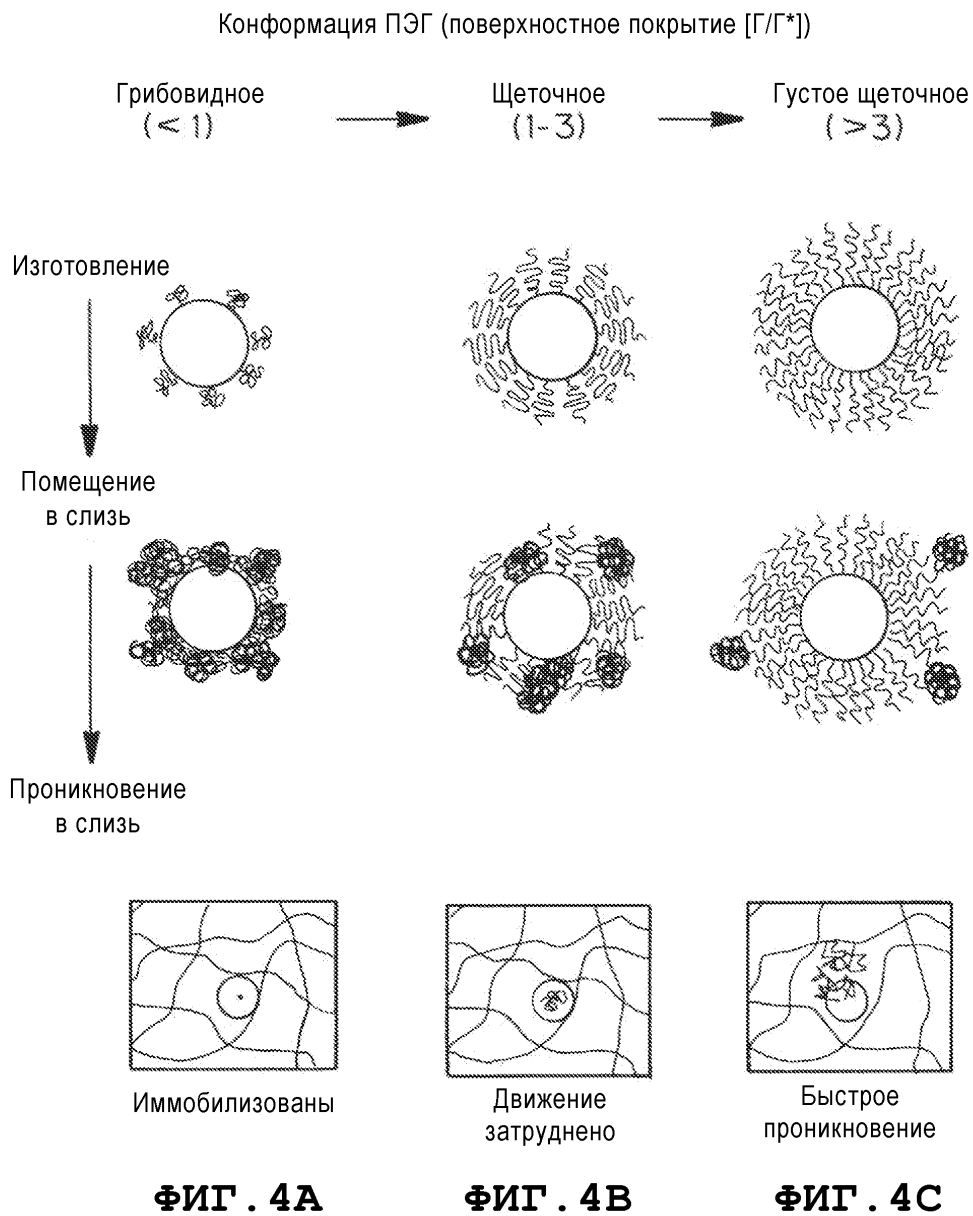 Конформация ПЭГ (поверхностное покрытие [Г/Г*])
Грибовидное
(<1)
Щеточное
(1-3)
Густое щеточное
(>3)
Изготовление
Помещение
в слизь
Проникновение
в слизь
Иммобилизованы
Движение
затруднено
Быстрое
проникновение
ФИГ.4A
ФИГ.4B
ФИГ.4C